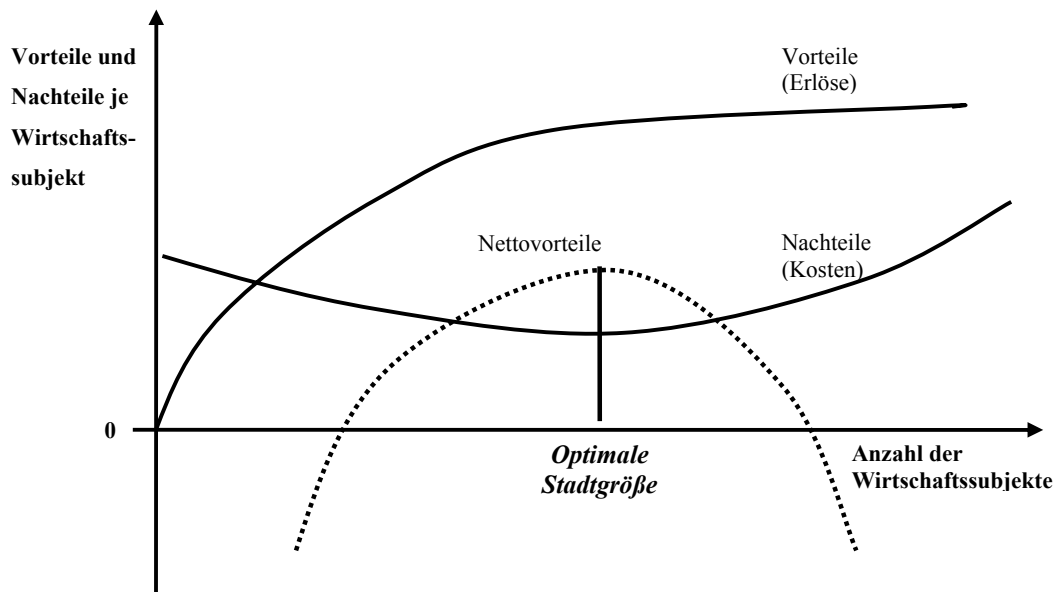 Vorteile und
Nachteile je
Wirtschafts-
subjekt
Vorteile
(Erlöse)
Nettovorteile
Nachteile
(Kosten)
0
Optimale
Stadtgröße
Anzahl der
Wirtschaftssubjekte